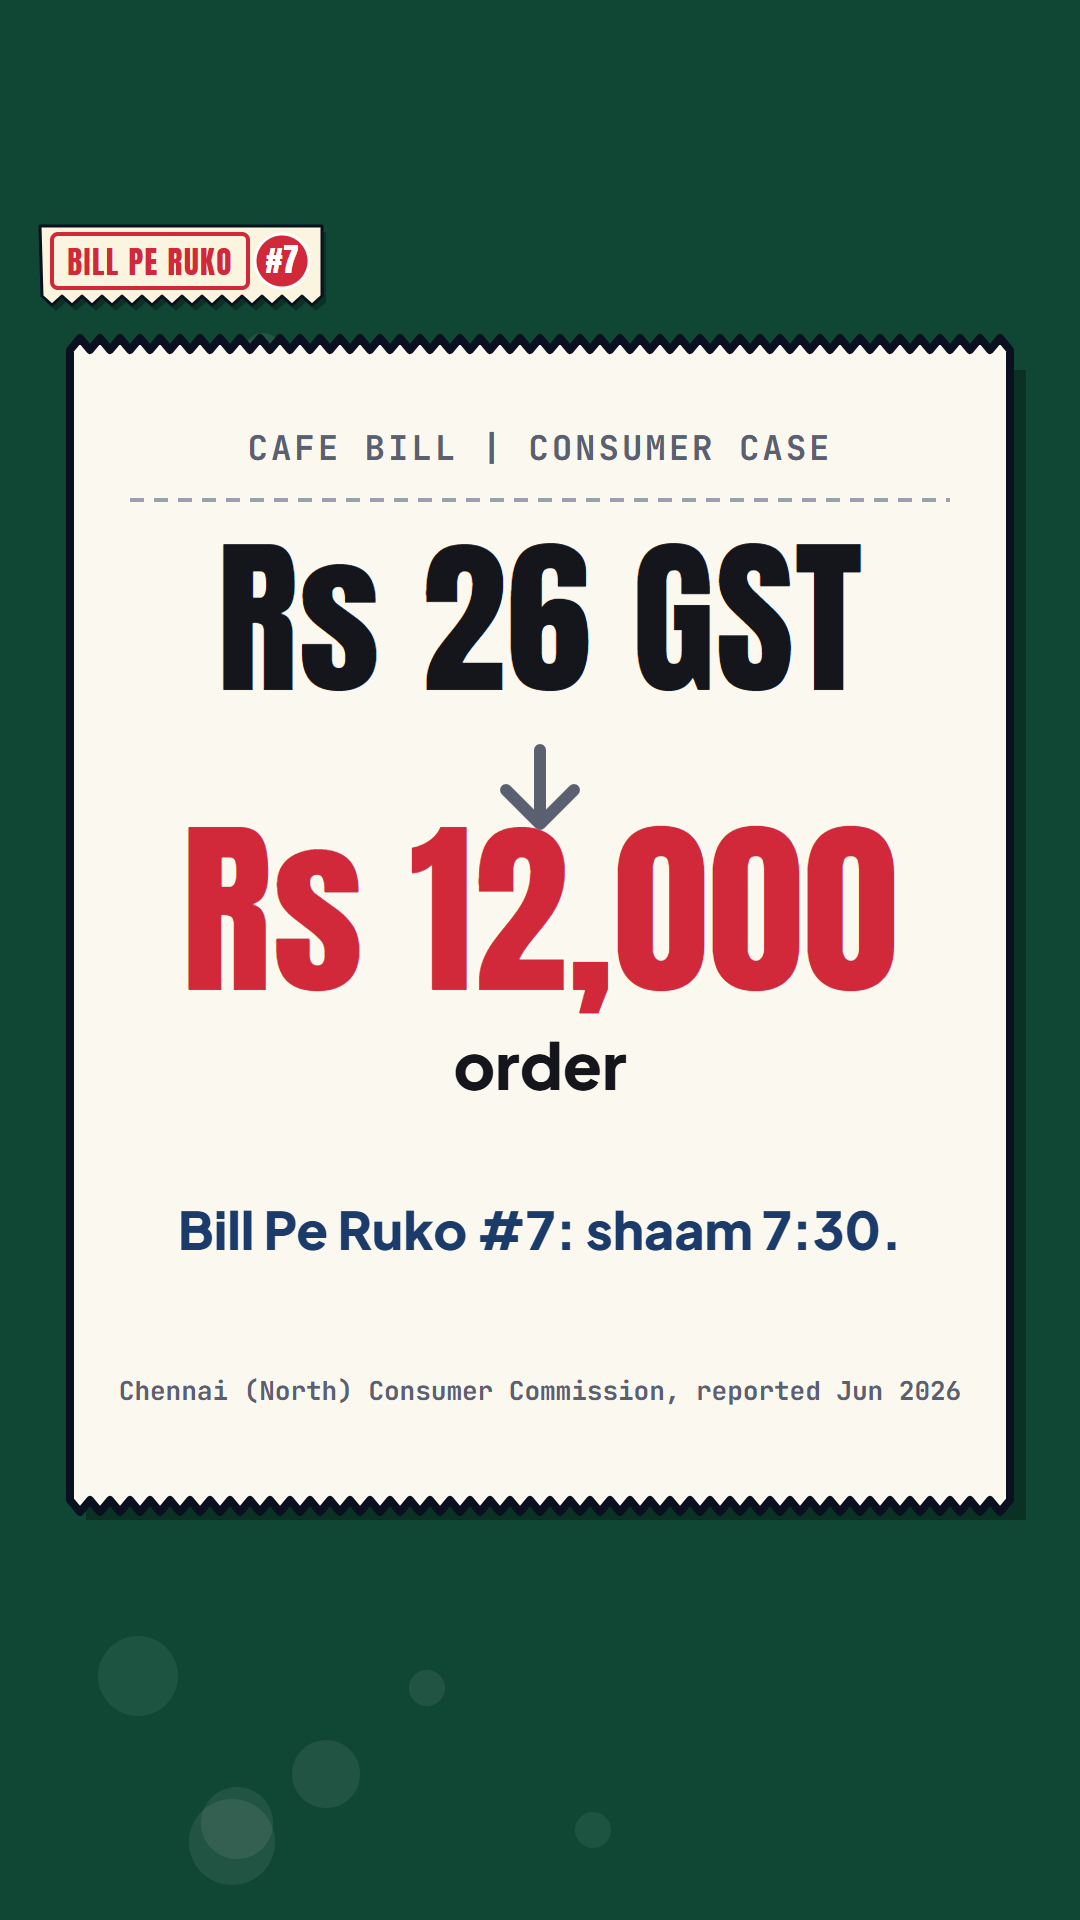 BILL PE RUKO #7
CAFE BILL | CONSUMER CASE
Rs 26 GST
Rs 12,000
order
Bill Pe Ruko #7: shaam 7:30.
Chennai (North) Consumer Commission, reported Jun 2026